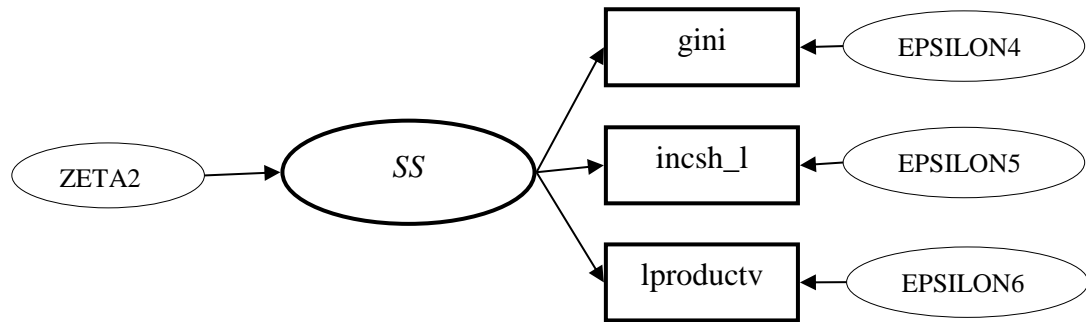 gini
EPSILON4
ZETA2
SS
incsh_l
EPSILON5
lproductv
EPSILON6